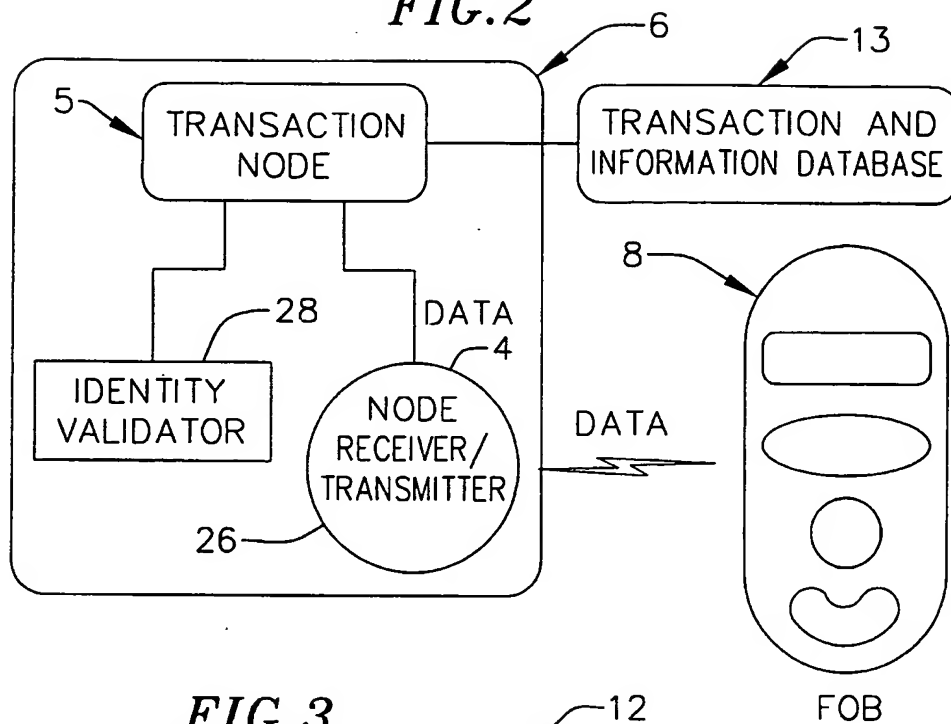 FIG.2
6
13
5
TRANSACTION
NODE
TRANSACTION AND
INFORMATION DATABASE
8
28
DATA
4
IDENTITY
VALIDATOR
NODE
RECEIVER/
TRANSMITTER
DATA
26
FIG.3
12
FOB